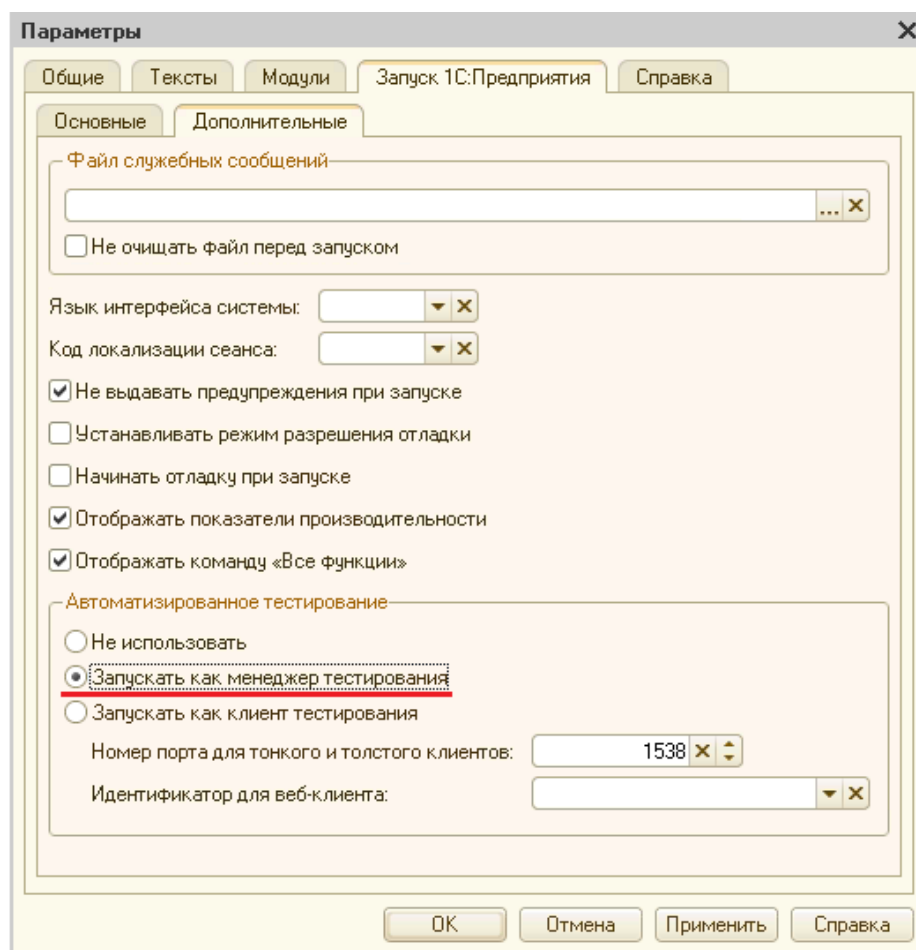 Параметры
Общие Тексты Модули Запуск 1С:Предприятия Справка
Основные Дополнительные
Файл служебных сообщений
...
Не очищать файл перед запуском
Язык интерфейса системы:
Код локализации сеанса:
Не выдавать предупреждения при запуске
Устанавливать режим разрешения отладки
Начинать отладку при запуске
Отображать показатели производительности
Отображать команду «Все функции»
Автоматизированное тестирование
Не использовать
Запускать как менеджер тестирования
Запускать как клиент тестирования
Номер порта для тонкого и толстого клиентов: 1538
Идентификатор для веб-клиента:
OK Отмена Применить Справка